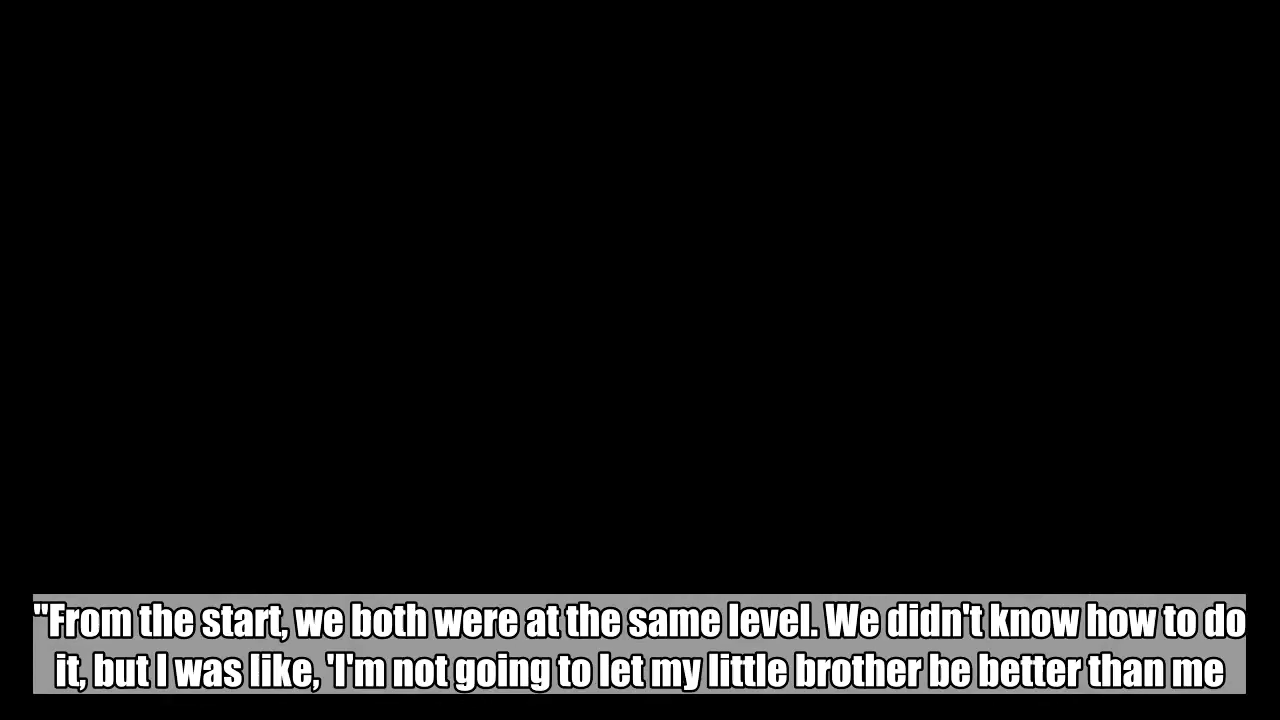 "From the start, we both were at the same level. We didn't know how to do
it, but I was like, 'I'm not going to let my little brother be better than me